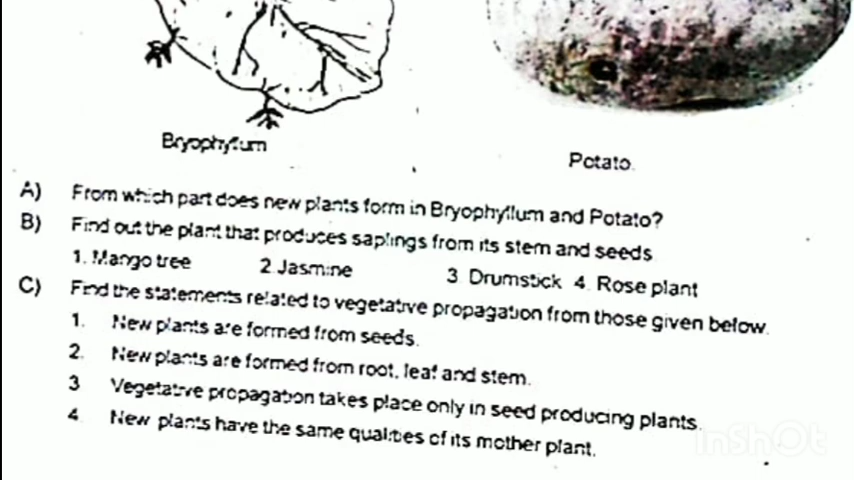 Bryophyllum
Potato.
A) From which part does new plants form in Bryophyllum and Potato?
B) Find out the plant that produces saplings from its stem and seeds
1. Mango tree 2 Jasmine 3 Drumstick 4. Rose plant
C) Find the statements related to vegetative propagation from those given below.
1. New plants are formed from seeds.
2. New plants are formed from root, leaf and stem.
3 Vegetative propagation takes place only in seed producing plants.
4. New plants have the same qualities of its mother plant.
InShOt